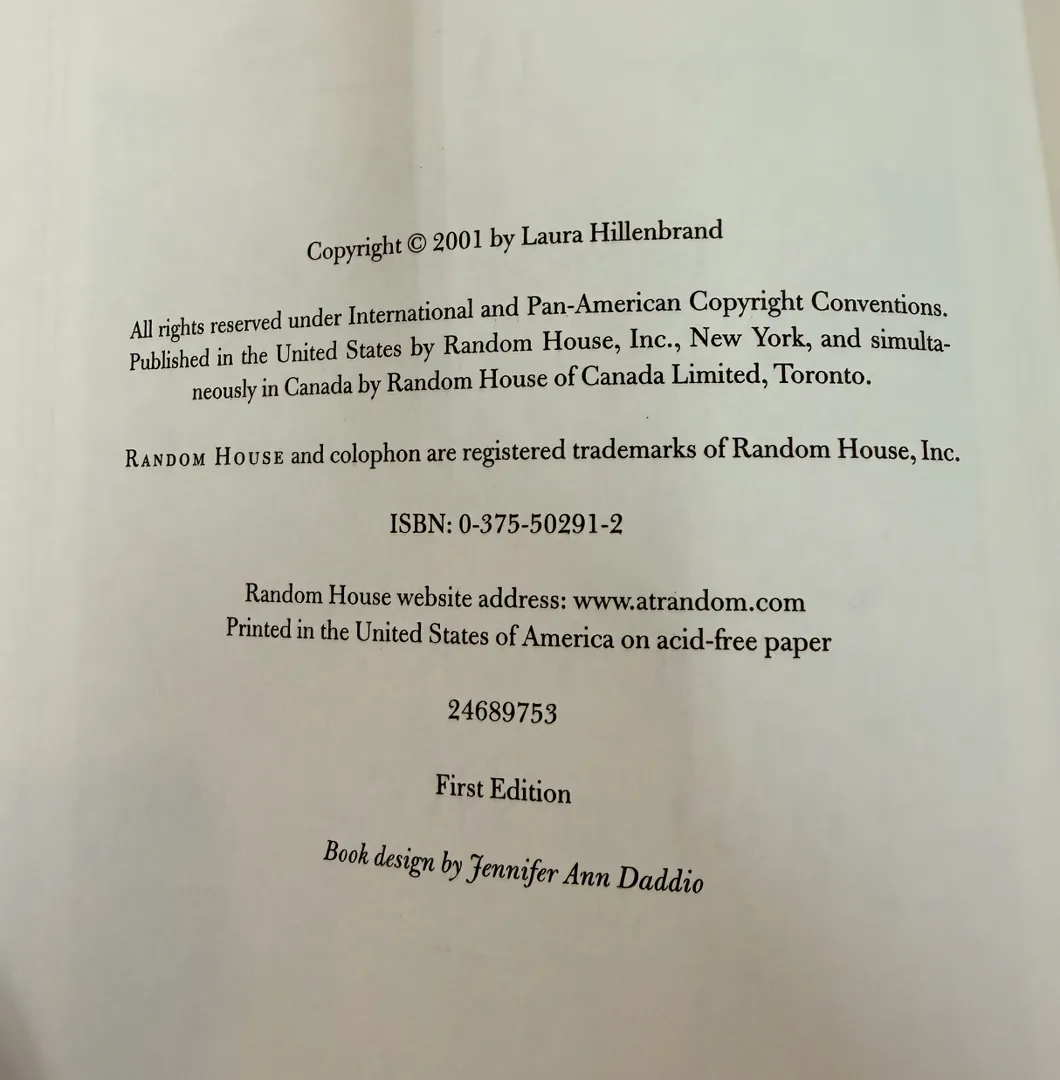 Copyright © 2001 by Laura Hillenbrand
All rights reserved under International and Pan-American Copyright Conventions.
Published in the United States by Random House, Inc., New York, and simulta-
neously in Canada by Random House of Canada Limited, Toronto.
RANDOM HOUSE and colophon are registered trademarks of Random House, Inc.
ISBN: 0-375-50291-2
Random House website address: www.atrandom.com
Printed in the United States of America on acid-free paper
24689753
First Edition
Book design by Jennifer Ann Daddio